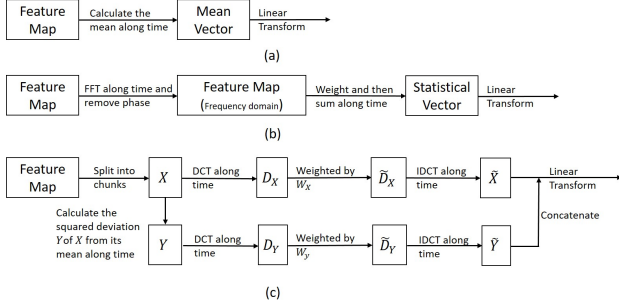 Feature
Map
Calculate the
mean along time
Mean
Vector
Linear
Transform
(a)
Feature
Map
FFT along time and
remove phase
Feature Map
(Frequency domain)
Weight and then
sum along time
Statistical
Vector
Linear
Transform
(b)
Feature
Map
Split into
chunks
X
DCT along
time
D_X
Weighted by
W_X
D̃_X
IDCT along
time
X̃
Linear
Transform
Calculate the
squared deviation
Y of X from its
mean along time
Y
DCT along
time
D_Y
Weighted by
W_y
D̃_Y
IDCT along
time
Ỹ
Concatenate
(c)